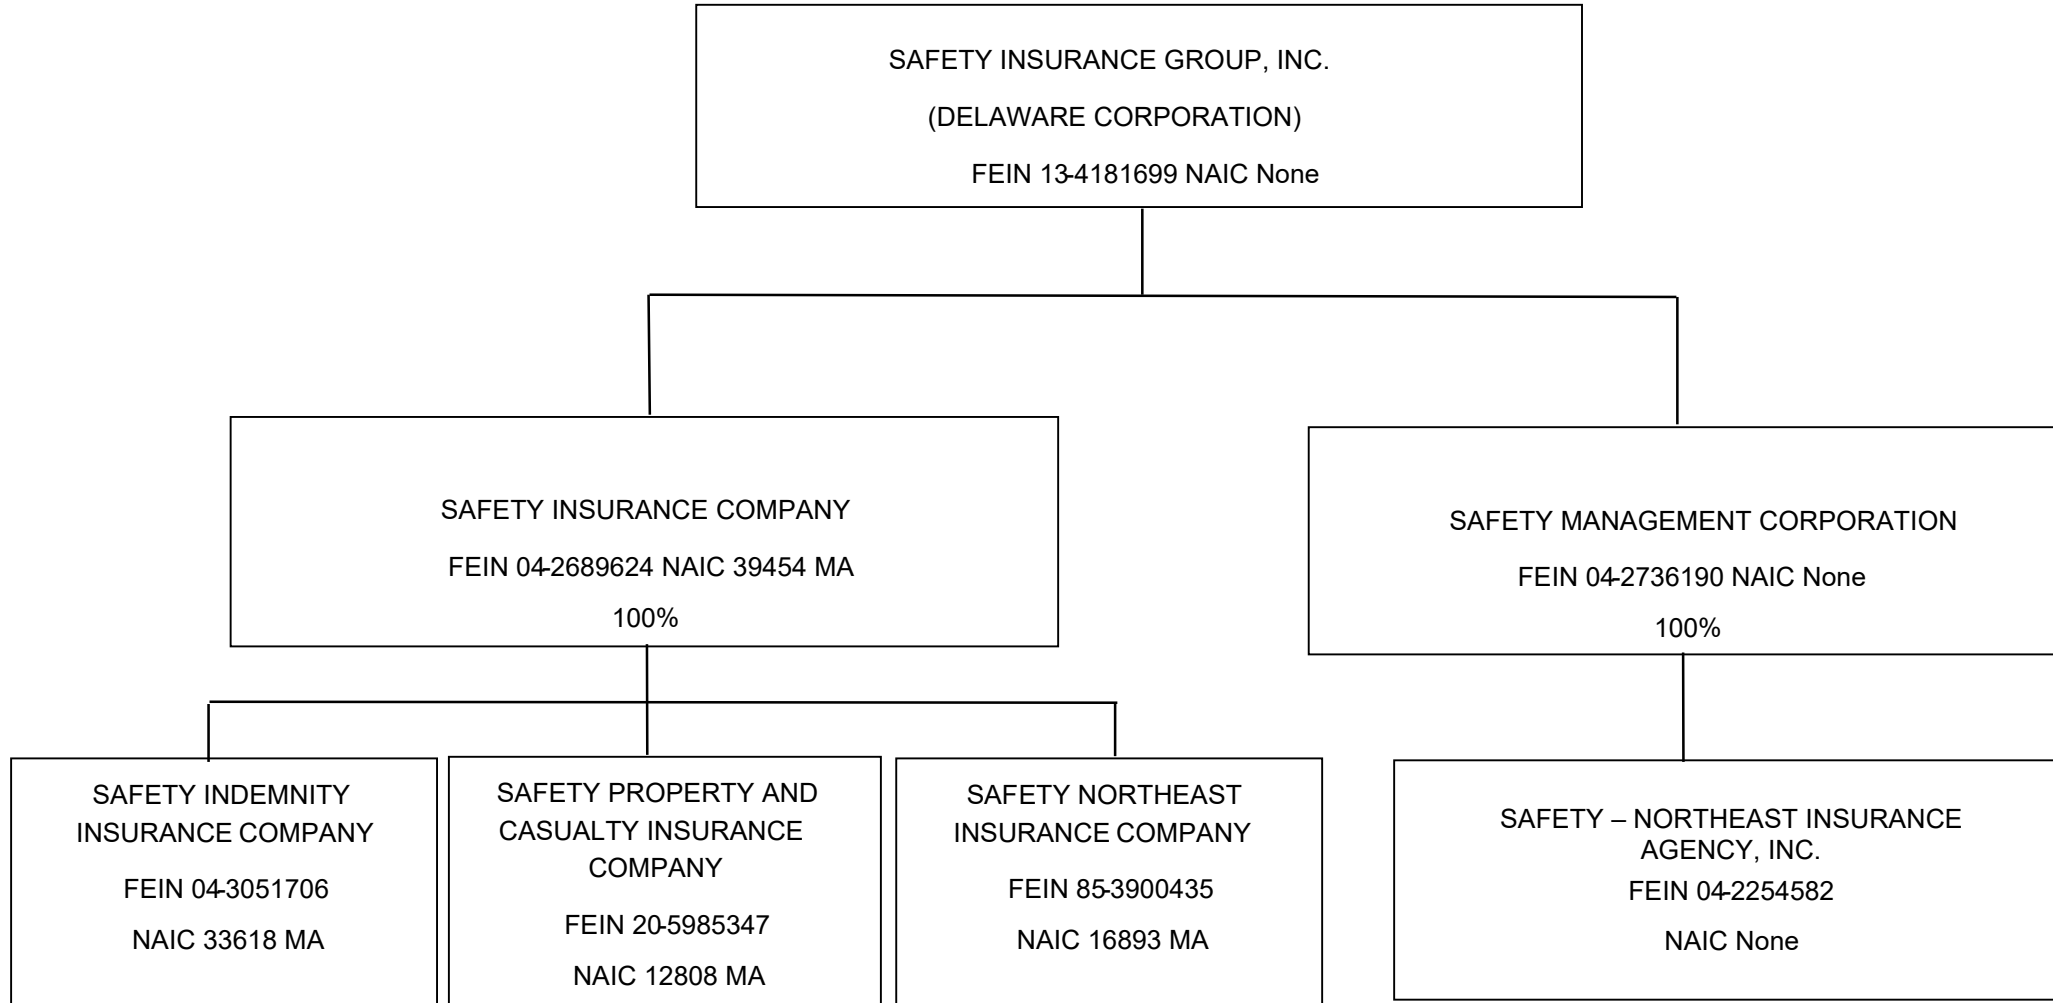 SAFETY INSURANCE GROUP, INC.
(DELAWARE CORPORATION)
FEIN 13-4181699 NAIC None
SAFETY INSURANCE COMPANY
FEIN 04-2689624 NAIC 39454 MA
100%
SAFETY MANAGEMENT CORPORATION
FEIN 04-2736190 NAIC None
100%
SAFETY INDEMNITY
INSURANCE COMPANY
FEIN 04-3051706
NAIC 33618 MA
SAFETY PROPERTY AND
CASUALTY INSURANCE
COMPANY
FEIN 20-5985347
NAIC 12808 MA
SAFETY NORTHEAST
INSURANCE COMPANY
FEIN 85-3900435
NAIC 16893 MA
SAFETY – NORTHEAST INSURANCE
AGENCY, INC.
FEIN 04-2254582
NAIC None